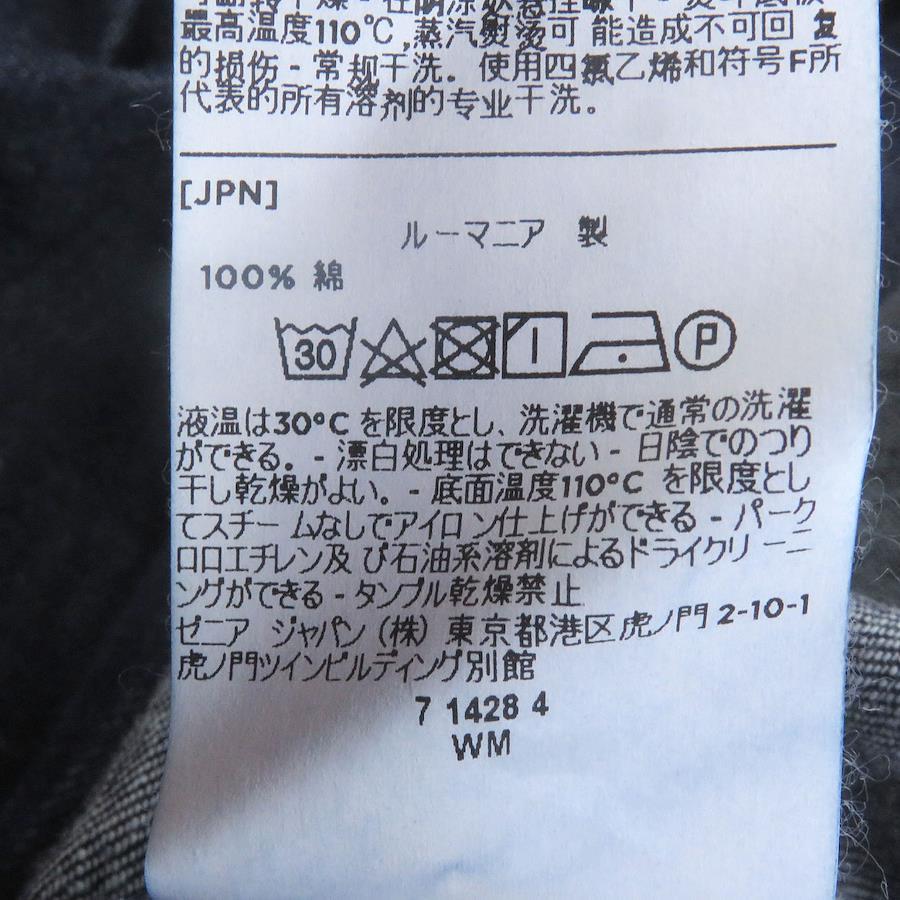 最高温度110℃,蒸汽熨烫可 能造成不可回 复
的损伤 - 常规干洗。使用四氯乙烯和符号F所
代表的所有溶剂的专业干洗。
[JPN]
ルーマニア 製
100% 綿
30 P
液温は30°C を限度とし、洗濯機で通常の洗濯
ができる。- 漂白処理はできない - 日陰でのつり
干し乾燥がよい。- 底面温度110°C を限度とし
てスチームなしでアイロン仕上げができる - パーク
ロロエチレン及 び石油系溶剤によるドライクリーニ
ングができる - タンブル乾燥禁止
ゼニア ジャパン (株) 東京都港区虎ノ門 2-10-1
虎ノ門ツインビルディング別館
7 1428 4
WM